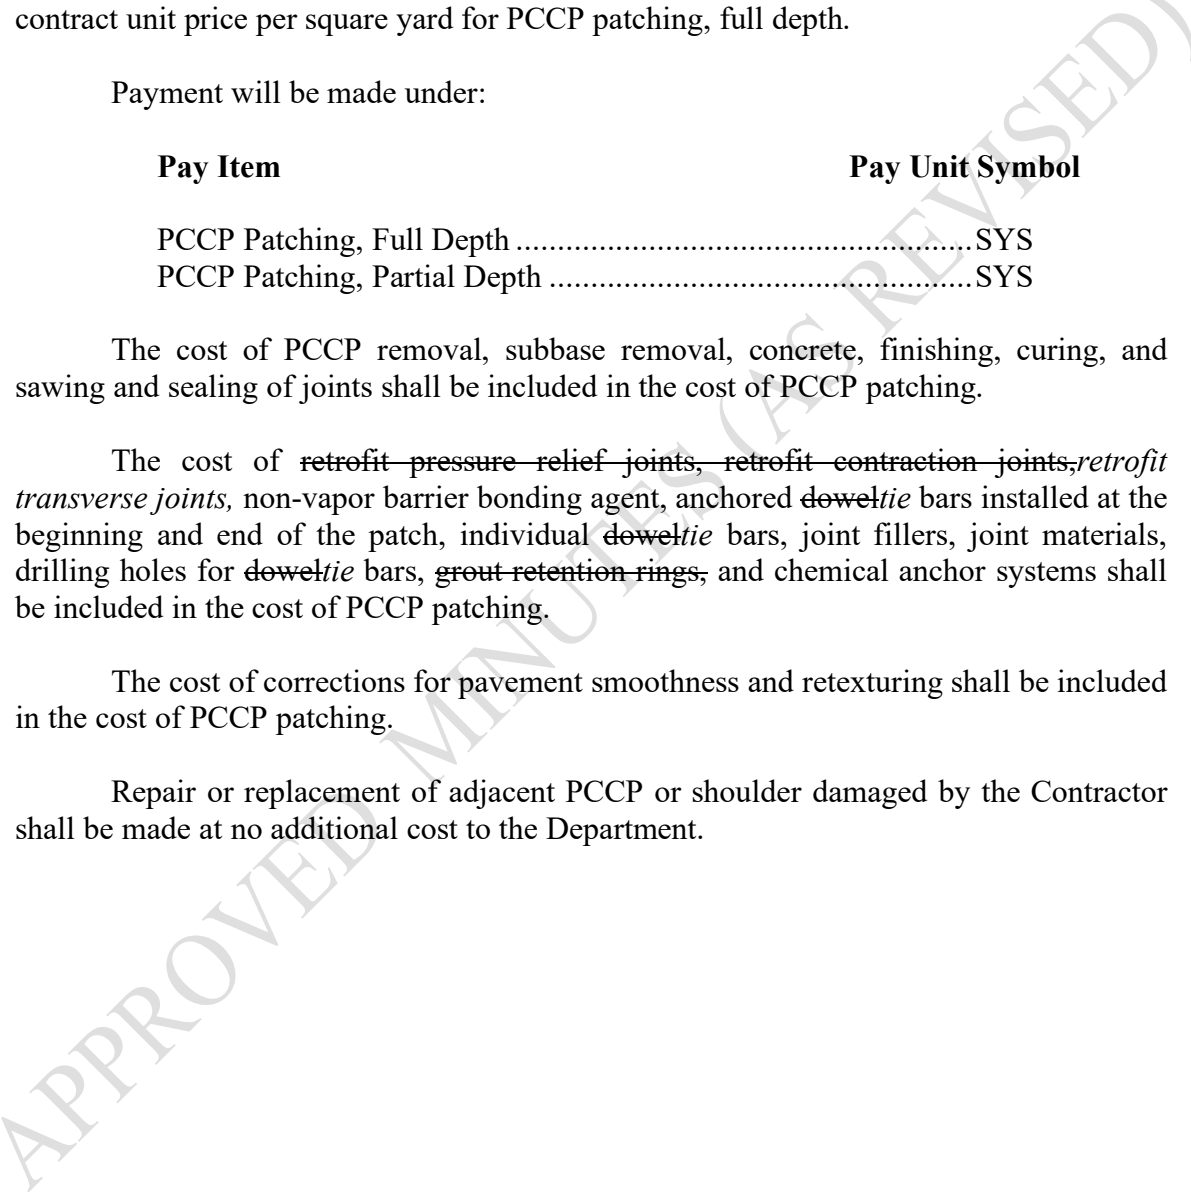 contract unit price per square yard for PCCP patching, full depth.
Payment will be made under:
Pay Item Pay Unit Symbol
PCCP Patching, Full Depth .......................................................SYS
PCCP Patching, Partial Depth ...................................................SYS
The cost of PCCP removal, subbase removal, concrete, finishing, curing, and
sawing and sealing of joints shall be included in the cost of PCCP patching.
The cost of retrofit pressure relief joints, retrofit contraction joints,retrofit
transverse joints, non-vapor barrier bonding agent, anchored doweltie bars installed at the
beginning and end of the patch, individual doweltie bars, joint fillers, joint materials,
drilling holes for doweltie bars, grout retention rings, and chemical anchor systems shall
be included in the cost of PCCP patching.
The cost of corrections for pavement smoothness and retexturing shall be included
in the cost of PCCP patching.
Repair or replacement of adjacent PCCP or shoulder damaged by the Contractor
shall be made at no additional cost to the Department.
APPROVED MINUTES (AS REVISED)